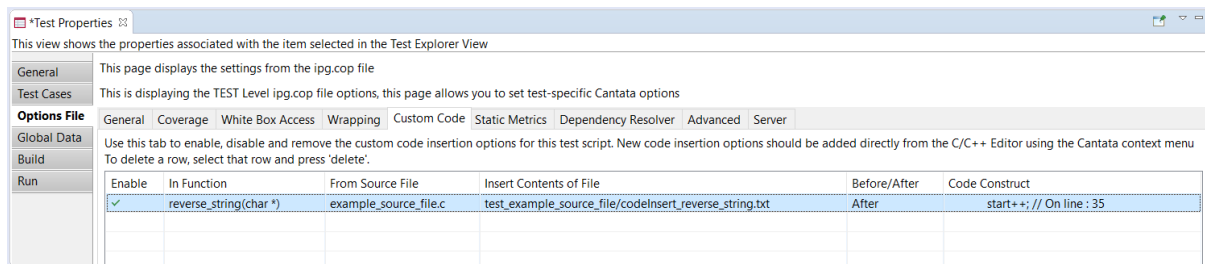 *Test Properties
This view shows the properties associated with the item selected in the Test Explorer View
General
Test Cases
Options File
Global Data
Build
Run
This page displays the settings from the ipg.cop file
This is displaying the TEST Level ipg.cop file options, this page allows you to set test-specific Cantata options
General Coverage White Box Access Wrapping Custom Code Static Metrics Dependency Resolver Advanced Server
Use this tab to enable, disable and remove the custom code insertion options for this test script. New code insertion options should be added directly from the C/C++ Editor using the Cantata context menu
To delete a row, select that row and press 'delete'.
Enable In Function From Source File Insert Contents of File Before/After Code Construct
reverse_string(char *) example_source_file.c test_example_source_file/codeInsert_reverse_string.txt After start++; // On line : 35